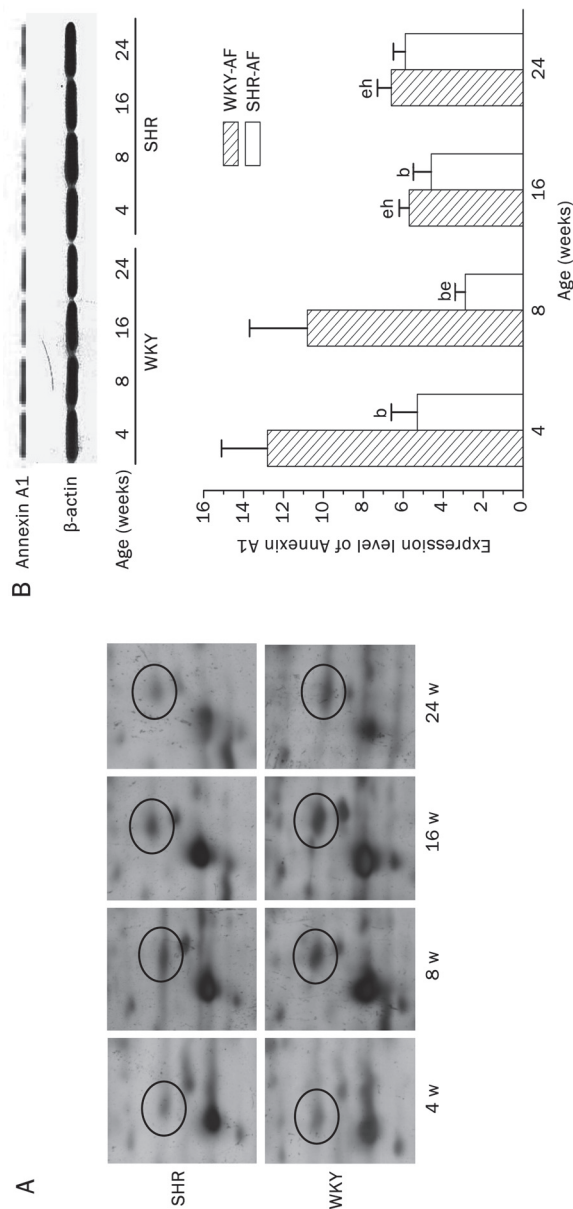 A
SHR
WKY
4 w 8 w 16 w 24 w
B
Annexin A1
β-actin
Age (weeks) 4 8 16 24 4 8 16 24
WKY SHR
WKY-AF
SHR-AF
Expression level of Annexin A1
16
14
12
10
8
6
4
2
0
b be eh b eh
4 8 16 24
Age (weeks)